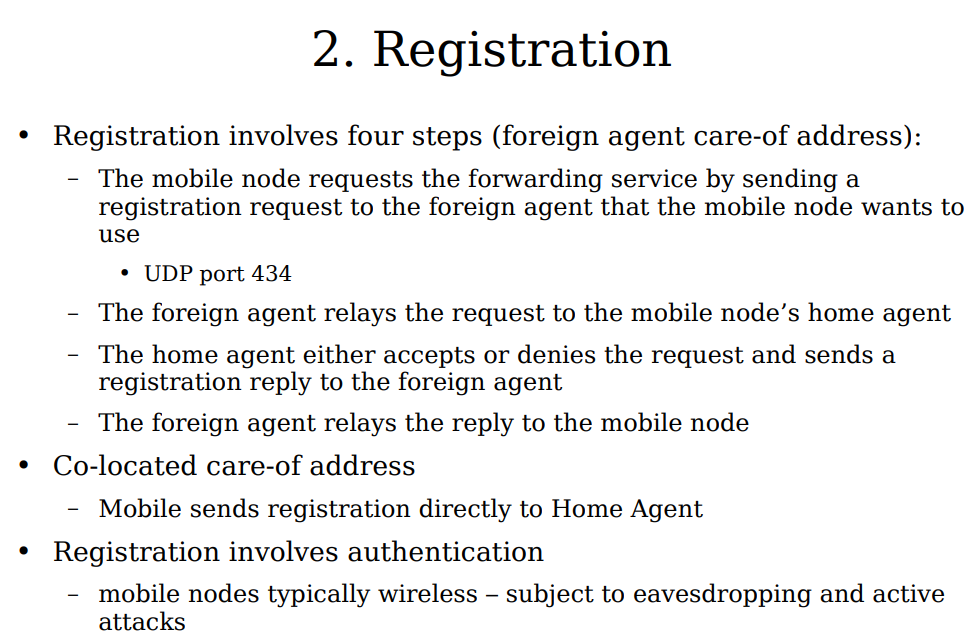 2. Registration
• Registration involves four steps (foreign agent care-of address):
– The mobile node requests the forwarding service by sending a
registration request to the foreign agent that the mobile node wants to
use
• UDP port 434
– The foreign agent relays the request to the mobile node’s home agent
– The home agent either accepts or denies the request and sends a
registration reply to the foreign agent
– The foreign agent relays the reply to the mobile node
• Co-located care-of address
– Mobile sends registration directly to Home Agent
• Registration involves authentication
– mobile nodes typically wireless – subject to eavesdropping and active
attacks